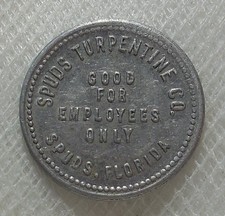 SPUDS TURPENTINE CO.
GOOD
FOR
EMPLOYEES
ONLY
SPUDS, FLORIDA